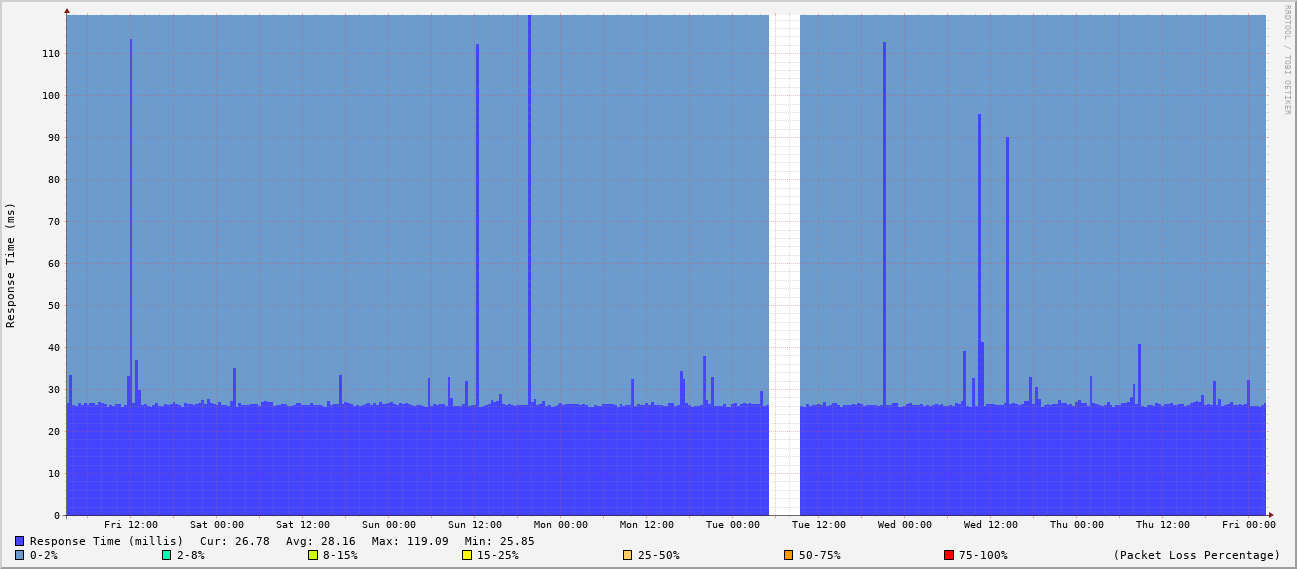 RRDTOOL / TOBI OETIKER
Response Time (ms)
110
100
90
80
70
60
50
40
30
20
10
0
Fri 12:00 Sat 00:00 Sat 12:00 Sun 00:00 Sun 12:00 Mon 00:00 Mon 12:00 Tue 00:00 Tue 12:00 Wed 00:00 Wed 12:00 Thu 00:00 Thu 12:00 Fri 00:00
Response Time (millis) Cur: 26.78 Avg: 28.16 Max: 119.09 Min: 25.85
0-2% 2-8% 8-15% 15-25% 25-50% 50-75% 75-100% (Packet Loss Percentage)